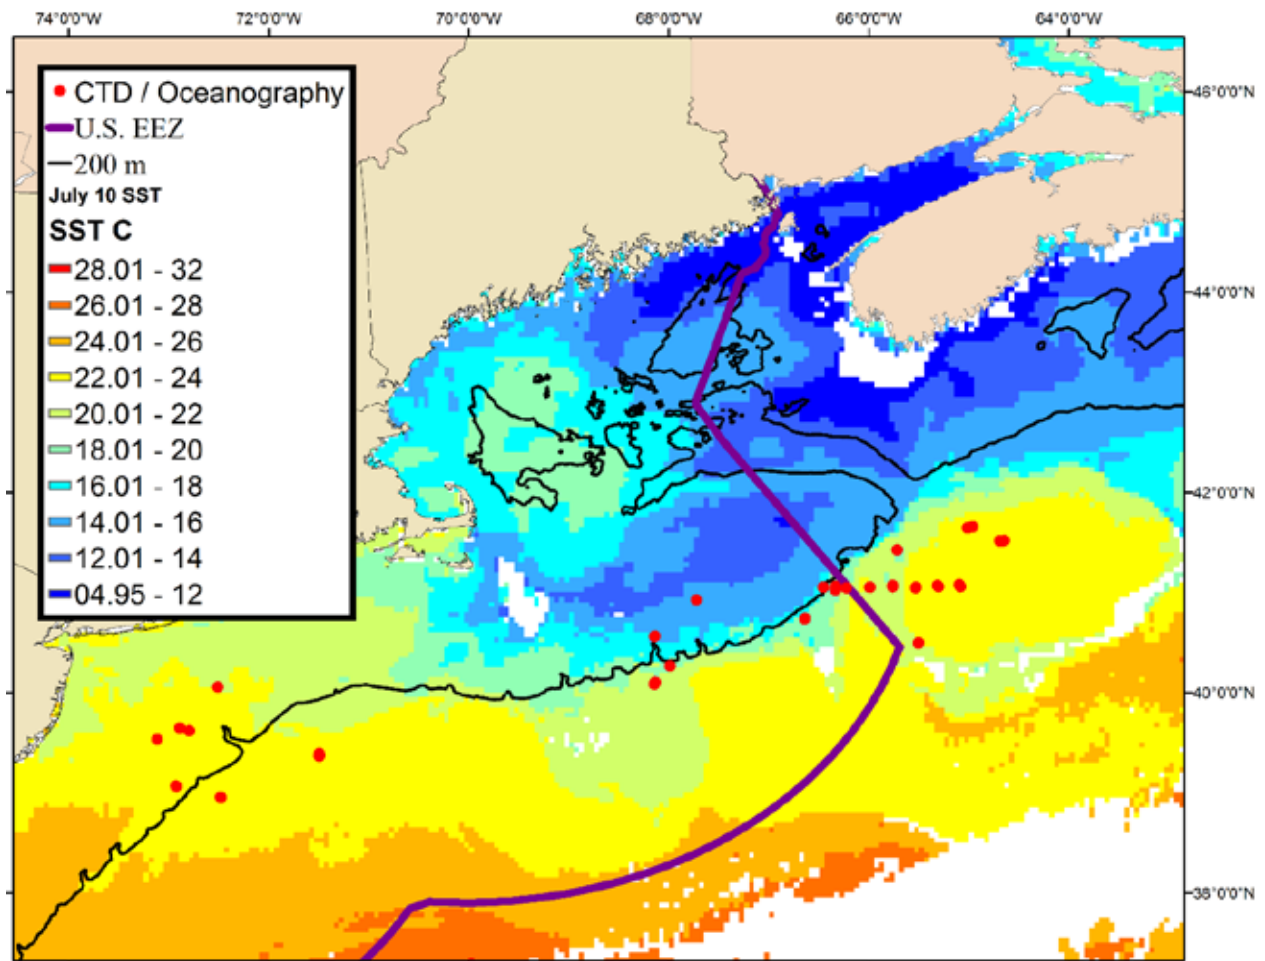 74°0'0"W 72°0'0"W 70°0'0"W 68°0'0"W 66°0'0"W 64°0'0"W
CTD / Oceanography
U.S. EEZ
200 m
July 10 SST
SST C
28.01 - 32
26.01 - 28
24.01 - 26
22.01 - 24
20.01 - 22
18.01 - 20
16.01 - 18
14.01 - 16
12.01 - 14
04.95 - 12
46°0'0"N
44°0'0"N
42°0'0"N
40°0'0"N
38°0'0"N